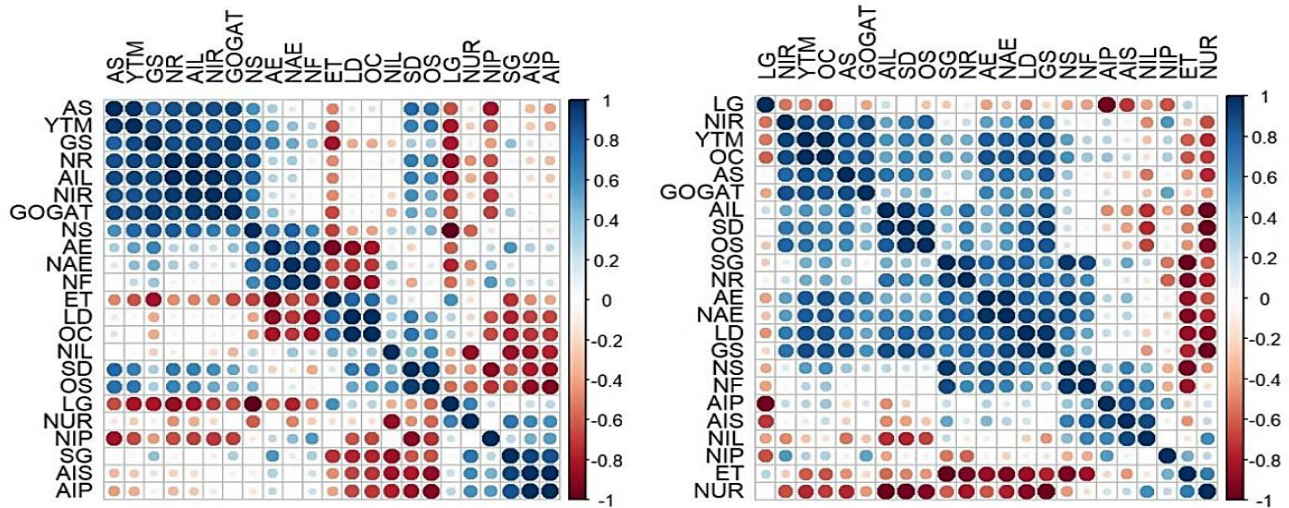 AS YTM GS NR AIL NIR GOGAT NS AE NAE NF ET LD OC NIL SD OS LG NUR NIP SG AIS AIP
AS
YTM
GS
NR
AIL
NIR
GOGAT
NS
AE
NAE
NF
ET
LD
OC
NIL
SD
OS
LG
NUR
NIP
SG
AIS
AIP
1
0.8
0.6
0.4
0.2
0
-0.2
-0.4
-0.6
-0.8
-1
LG NIR YTM OC AS GOGAT AIL SD OS SG NR AE NAE LD GS NS NF AIP AIS NIL NIP ET NUR
LG
NIR
YTM
OC
AS
GOGAT
AIL
SD
OS
SG
NR
AE
NAE
LD
GS
NS
NF
AIP
AIS
NIL
NIP
ET
NUR
1
0.8
0.6
0.4
0.2
0
-0.2
-0.4
-0.6
-0.8
-1